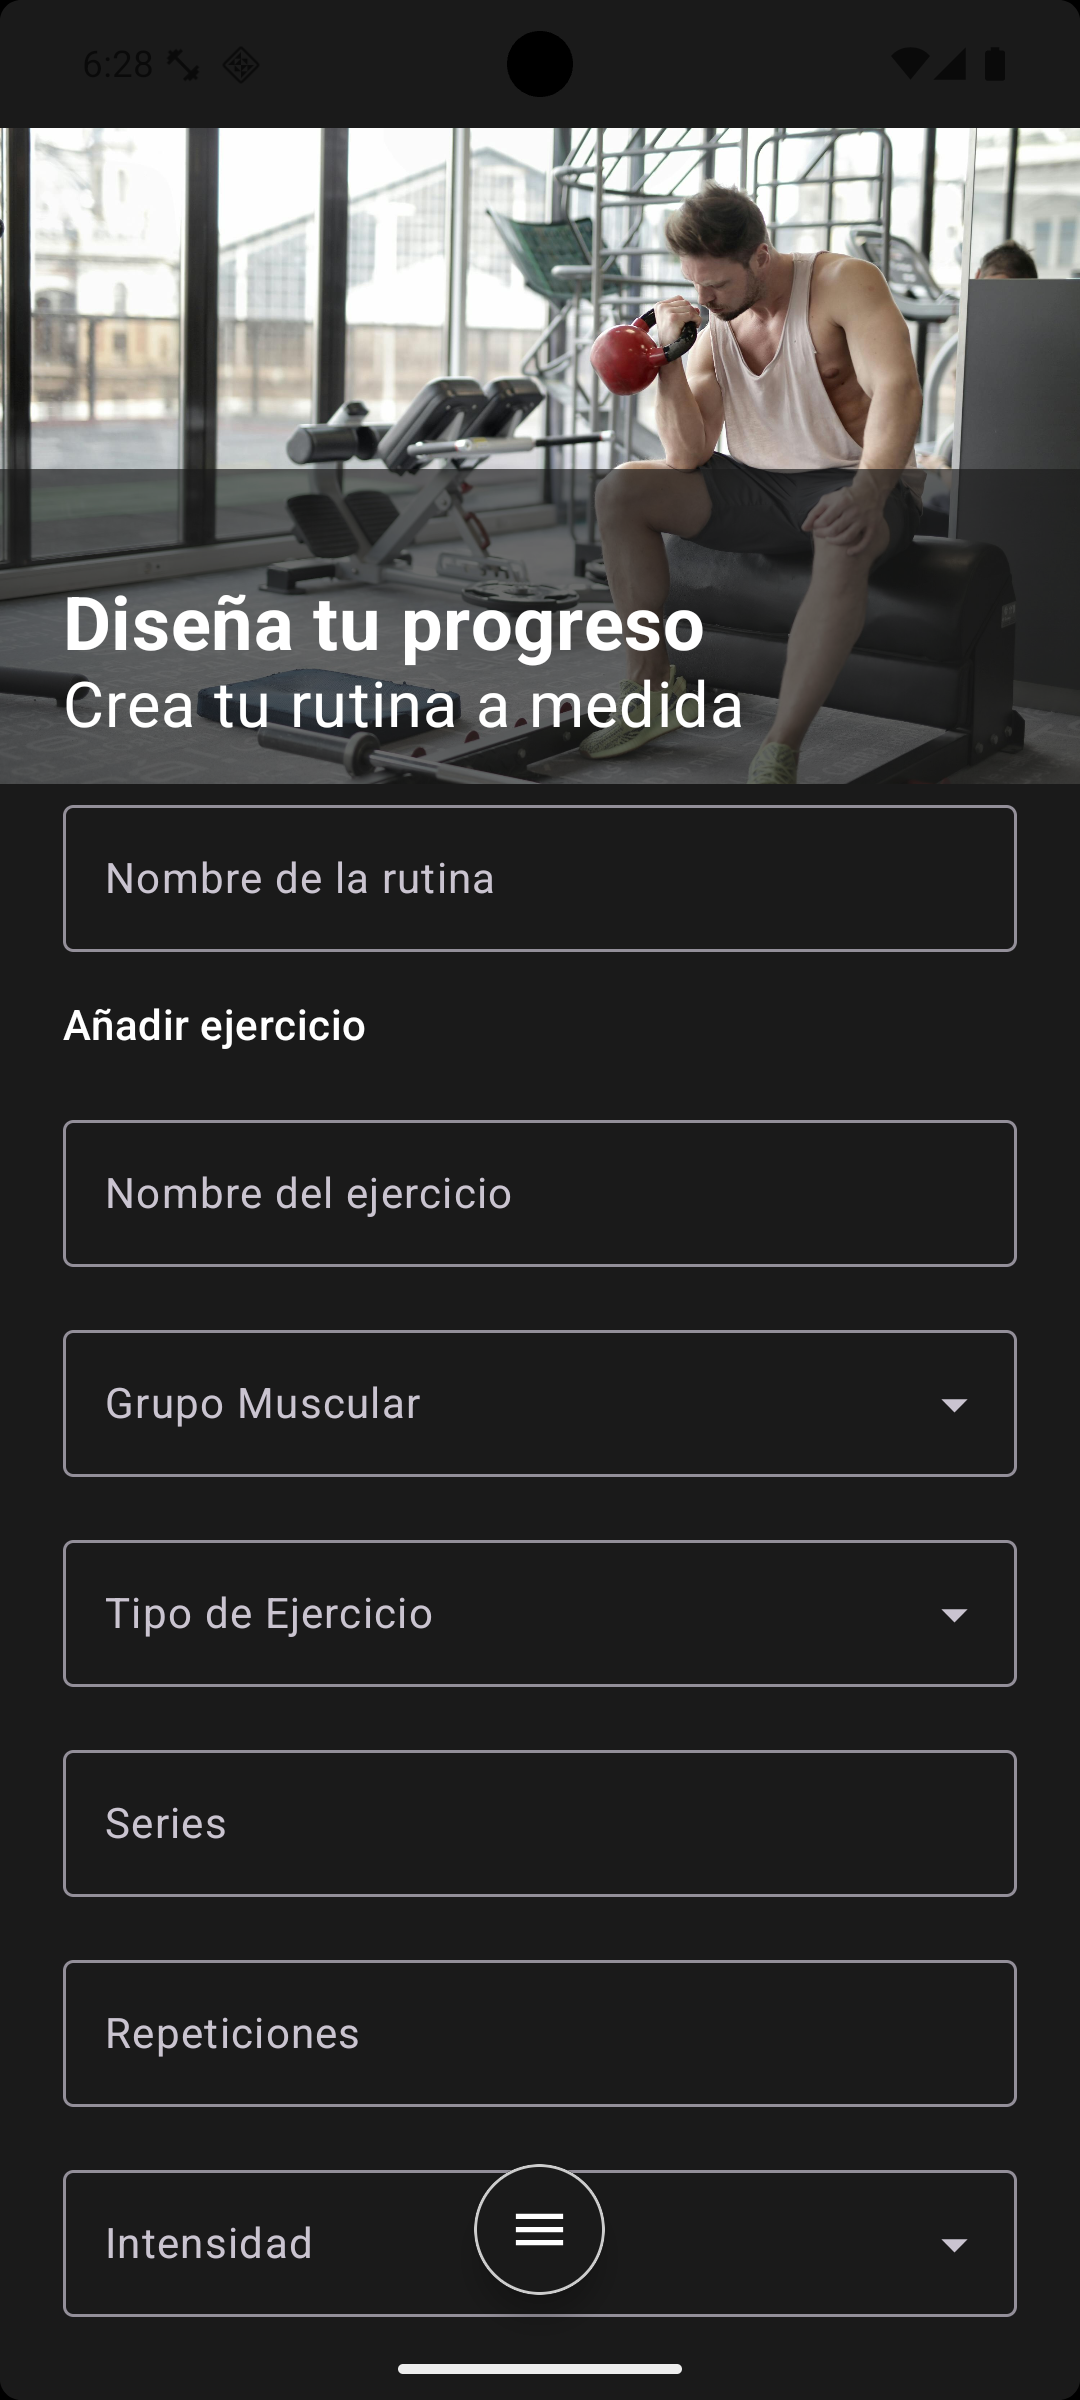 6:28
Diseña tu progreso
Crea tu rutina a medida
Nombre de la rutina
Añadir ejercicio
Nombre del ejercicio
Grupo Muscular
Tipo de Ejercicio
Series
Repeticiones
Intensidad